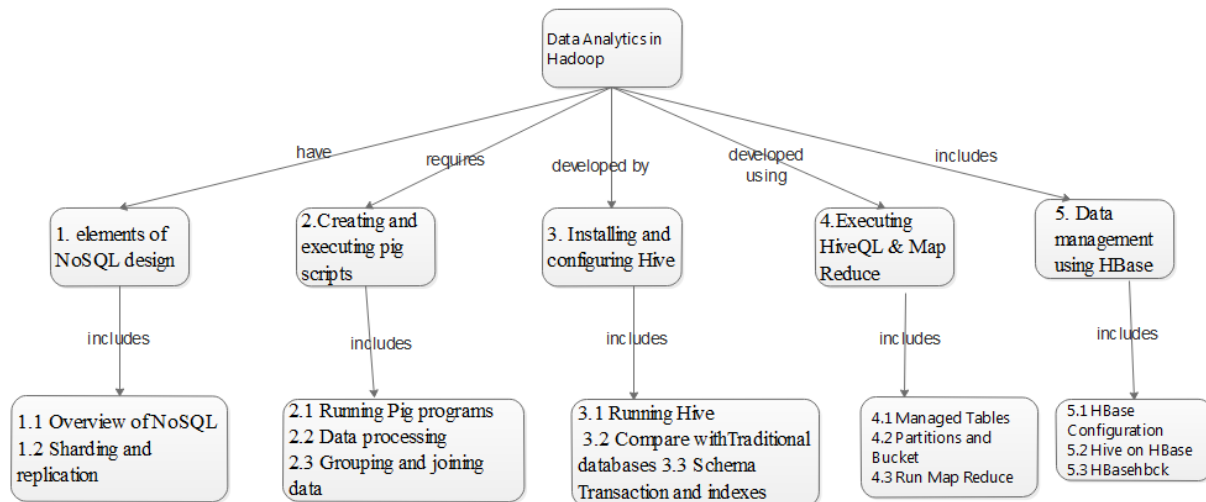 Data Analytics in
Hadoop
have
requires
developed by
developed
using
includes
1. elements of
NoSQL design
2.Creating and
executing pig
scripts
3. Installing and
configuring Hive
4.Executing
HiveQL & Map
Reduce
5. Data
management
using HBase
includes
includes
includes
includes
includes
1.1 Overview of NoSQL
1.2 Sharding and
replication
2.1 Running Pig programs
2.2 Data processing
2.3 Grouping and joining
data
3.1 Running Hive
3.2 Compare withTraditional
databases 3.3 Schema
Transaction and indexes
4.1 Managed Tables
4.2 Partitions and
Bucket
4.3 Run Map Reduce
5.1 HBase
Configuration
5.2 Hive on HBase
5.3 HBasehbck